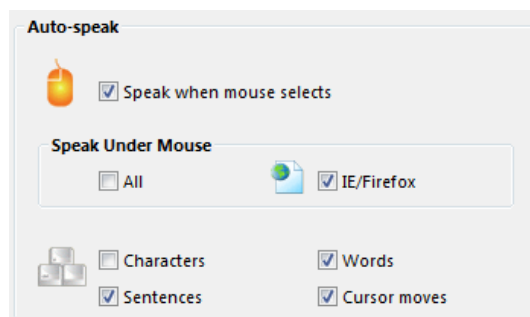 Auto-speak
Speak when mouse selects
Speak Under Mouse
All IE/Firefox
Characters Words
Sentences Cursor moves